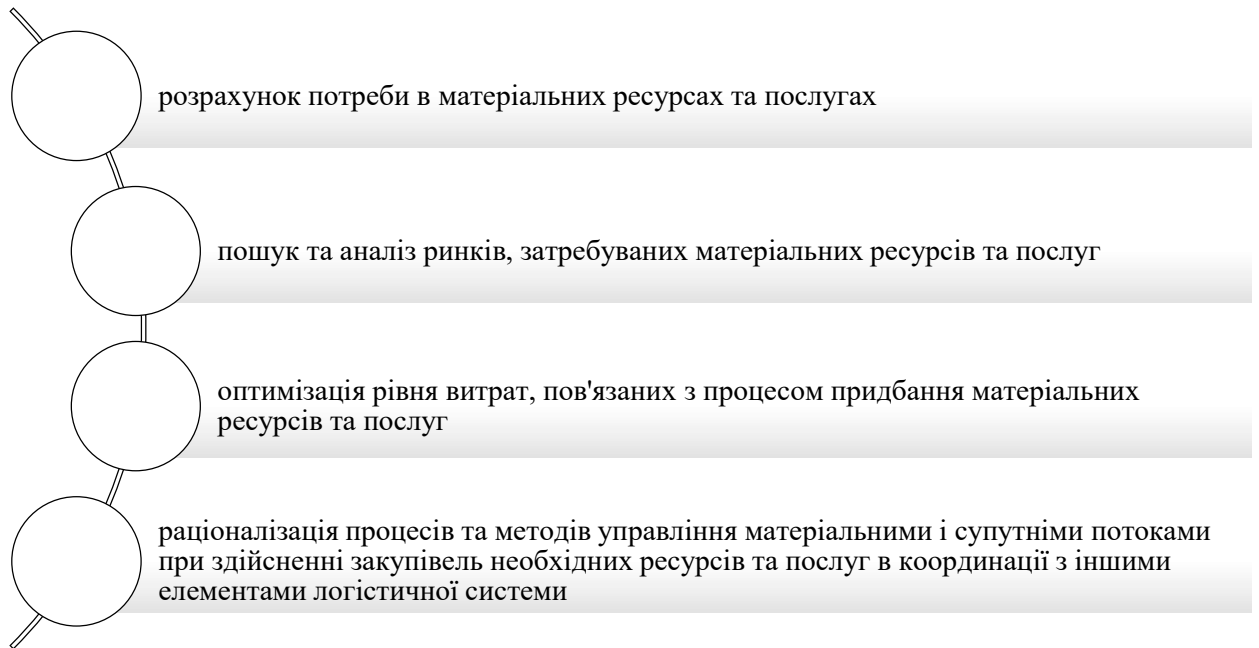 розрахунок потреби в матеріальних ресурсах та послугах
пошук та аналіз ринків, затребуваних матеріальних ресурсів та послуг
оптимізація рівня витрат, пов'язаних з процесом придбання матеріальних
ресурсів та послуг
раціоналізація процесів та методів управління матеріальними і супутніми потоками
при здійсненні закупівель необхідних ресурсів та послуг в координації з іншими
елементами логістичної системи